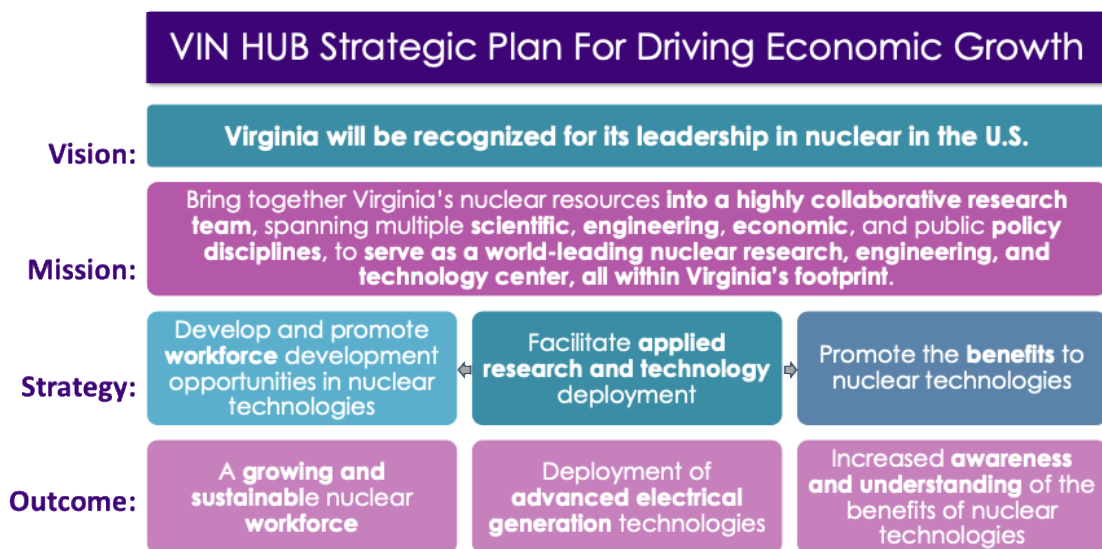 VIN HUB Strategic Plan For Driving Economic Growth
Vision:
Virginia will be recognized for its leadership in nuclear in the U.S.
Mission:
Bring together Virginia's nuclear resources into a highly collaborative research
team, spanning multiple scientific, engineering, economic, and public policy
disciplines, to serve as a world-leading nuclear research, engineering, and
technology center, all within Virginia's footprint.
Strategy:
Develop and promote
workforce development
opportunities in nuclear
technologies
Facilitate applied
research and technology
deployment
Promote the benefits to
nuclear technologies
Outcome:
A growing and
sustainable nuclear
workforce
Deployment of
advanced electrical
generation technologies
Increased awareness
and understanding of the
benefits of nuclear
technologies